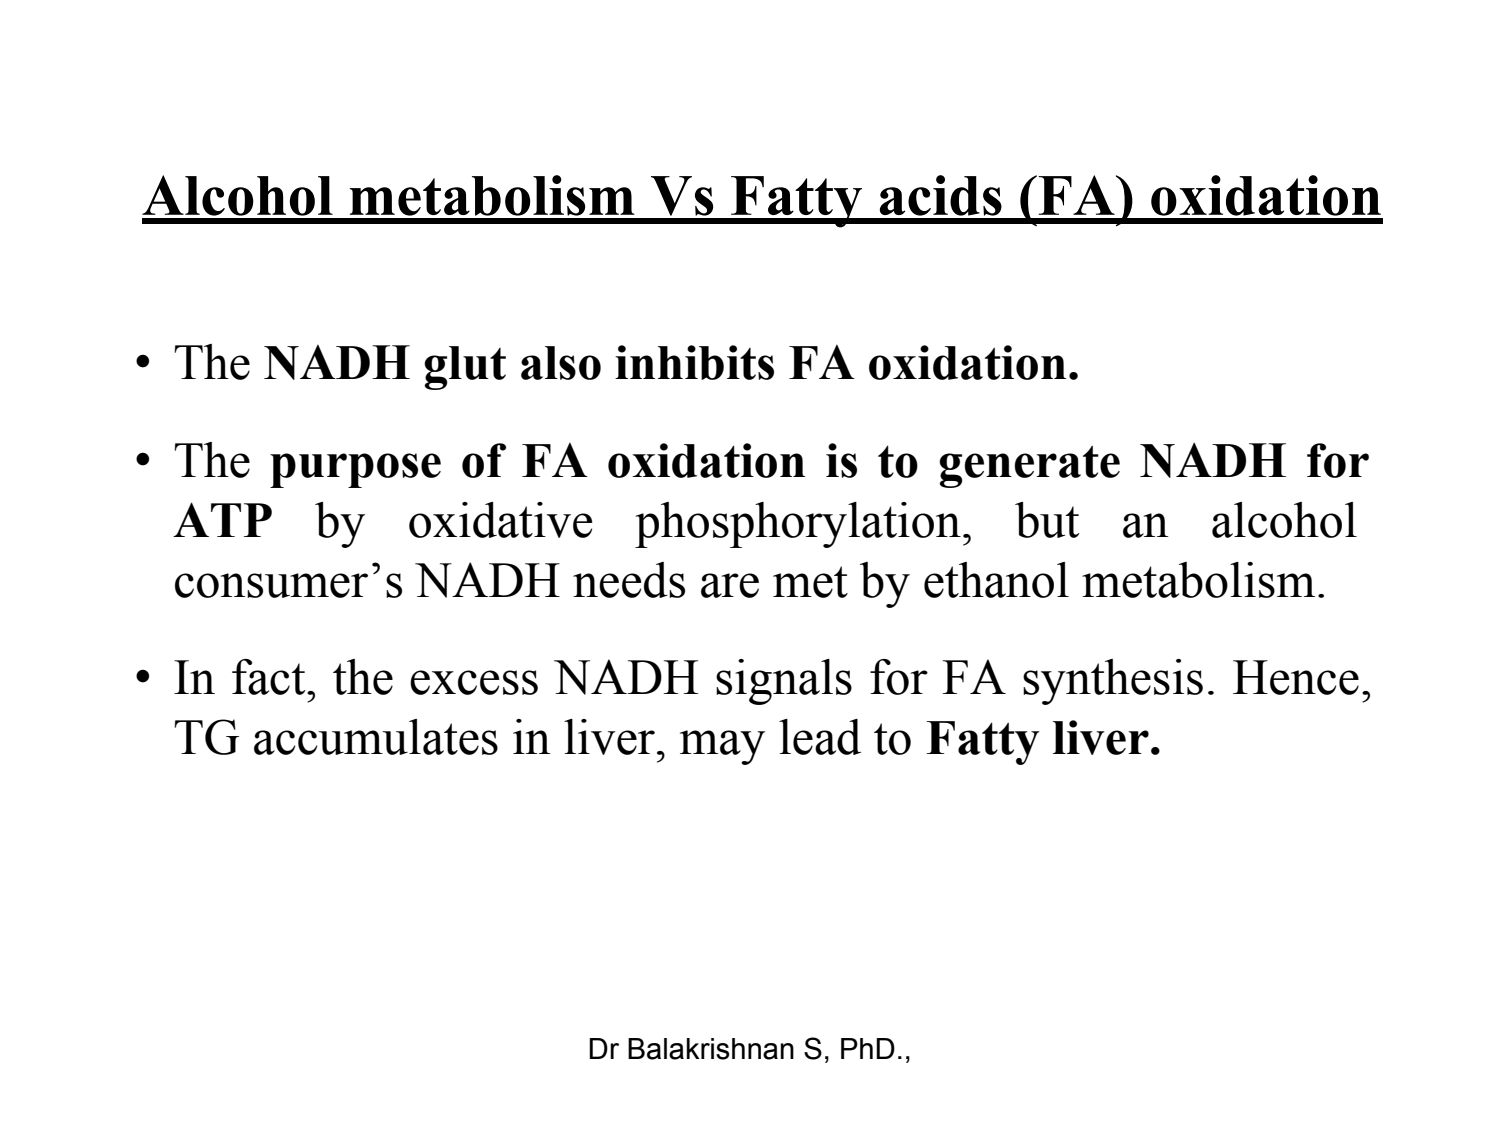 Alcohol metabolism Vs Fatty acids (FA) oxidation
• The NADH glut also inhibits FA oxidation.
• The purpose of FA oxidation is to generate NADH for
ATP by oxidative phosphorylation, but an alcohol
consumer’s NADH needs are met by ethanol metabolism.
• In fact, the excess NADH signals for FA synthesis. Hence,
TG accumulates in liver, may lead to Fatty liver.
Dr Balakrishnan S, PhD.,